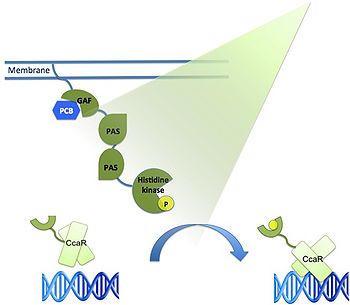 Membrane
GAF
PCB
PAS
PAS
Histidine
kinase
P
CcaR
CcaR